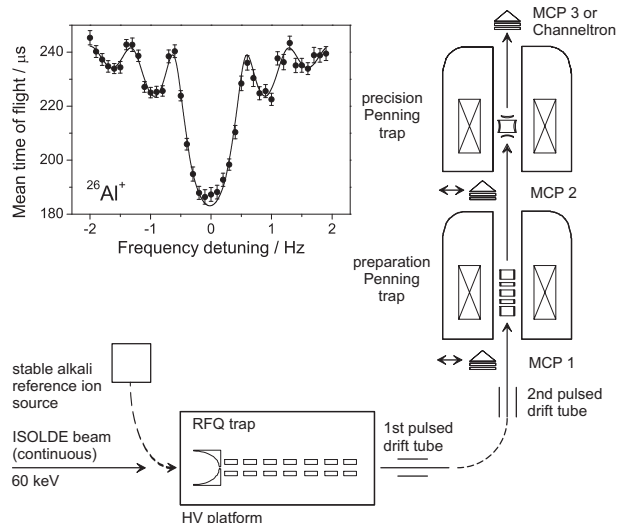 240
220
200
180
Mean time of flight / μs
26Al+
-2 -1 0 1 2
Frequency detuning / Hz
MCP 3 or
Channeltron
precision
Penning
trap
MCP 2
preparation
Penning
trap
MCP 1
stable alkali
reference ion
source
ISOLDE beam
(continuous)
60 keV
RFQ trap
HV platform
1st pulsed
drift tube
2nd pulsed
drift tube